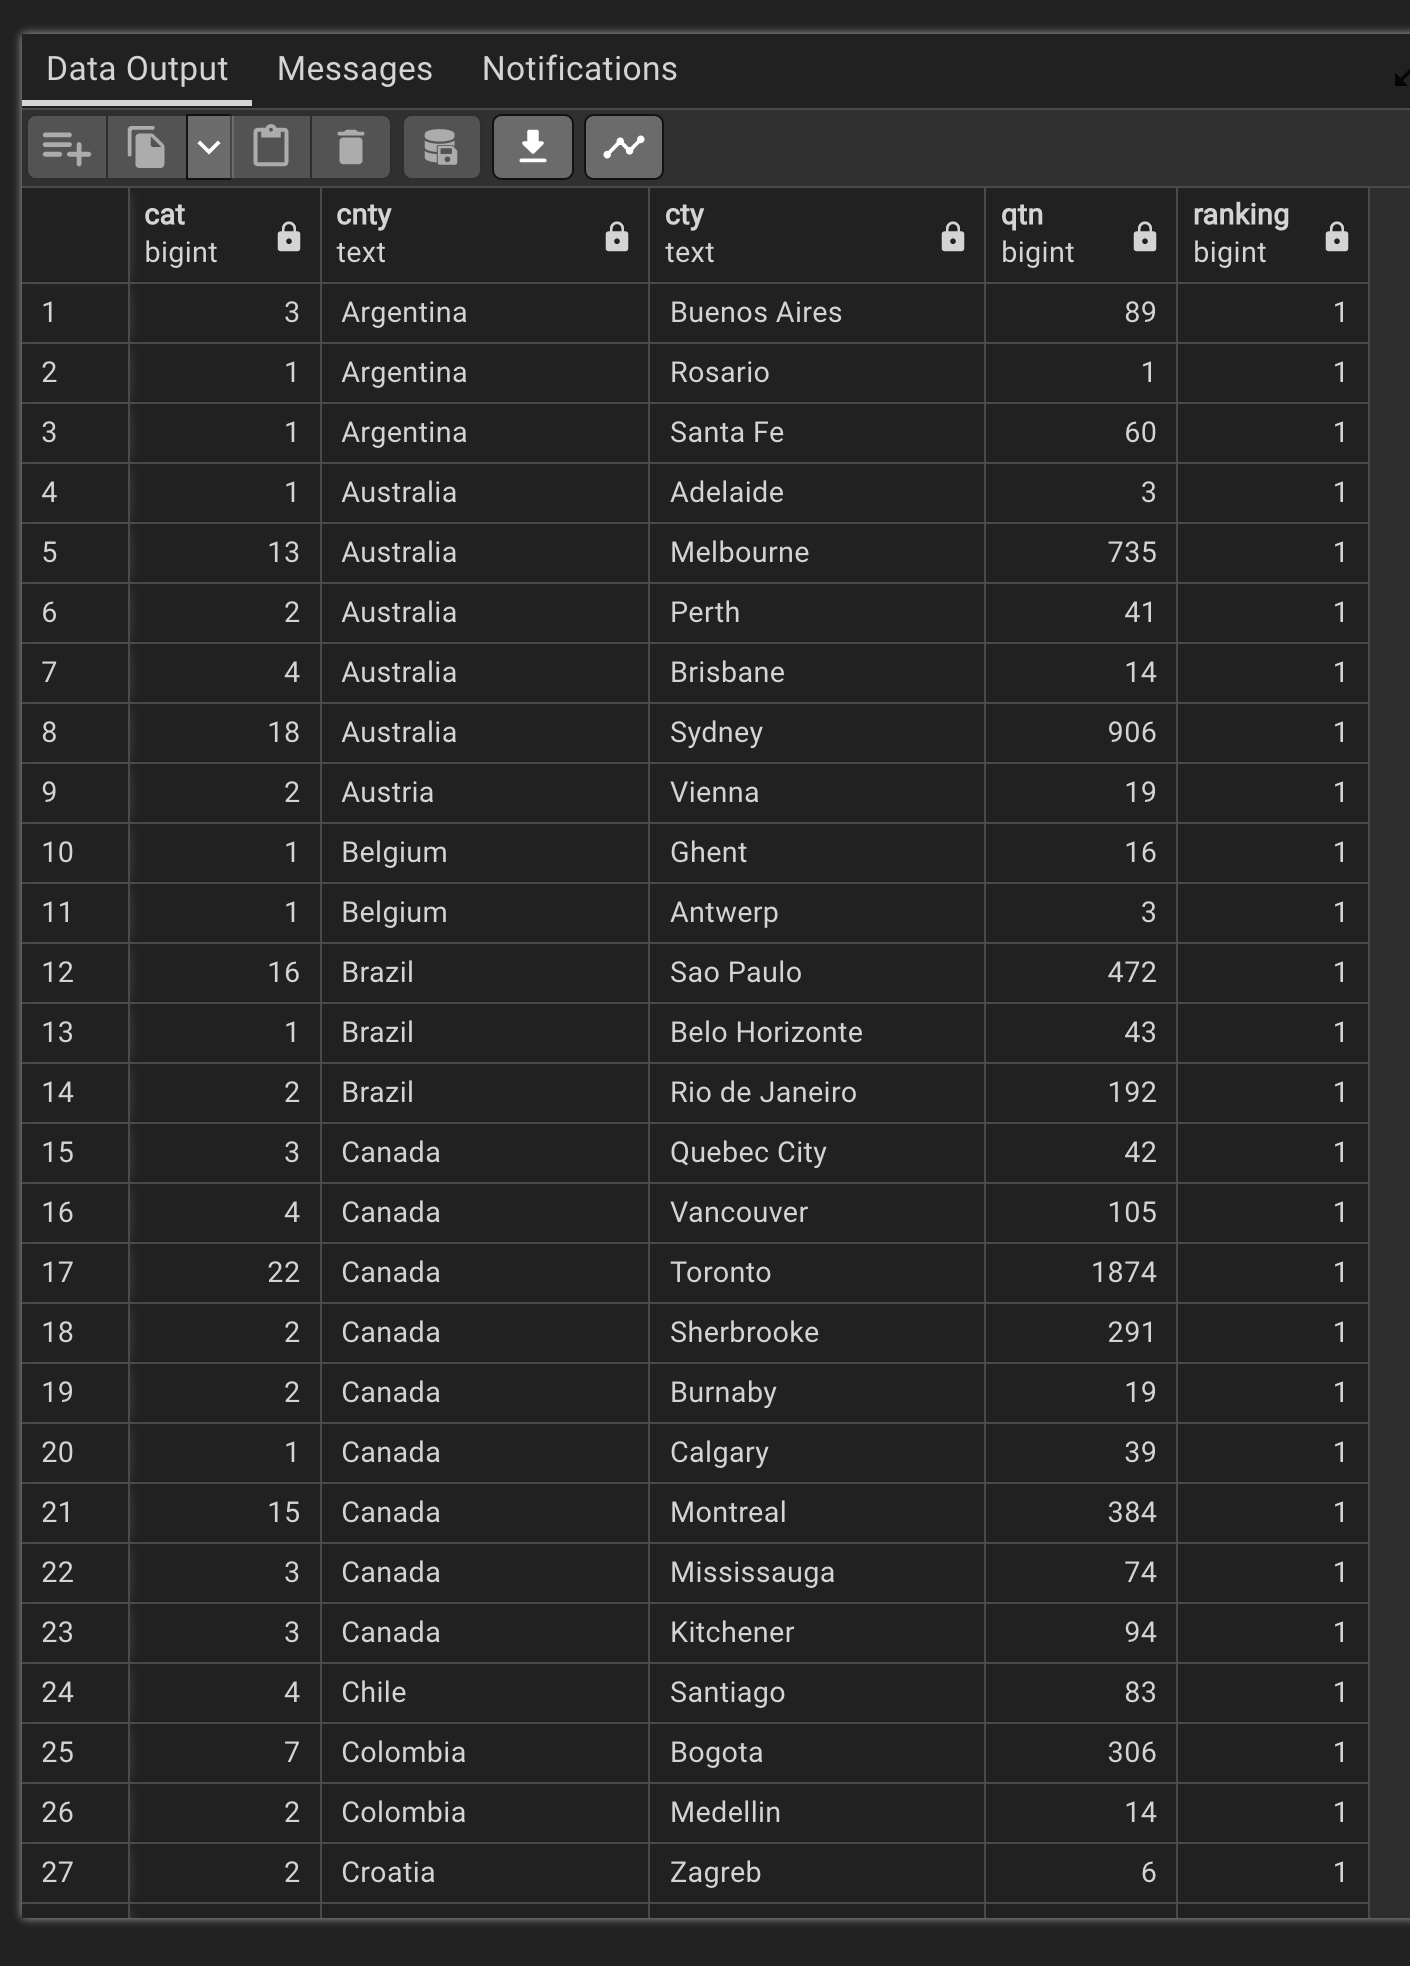 Data Output Messages Notifications
cat cnty cty qtn ranking
bigint text text bigint bigint
1 3 Argentina Buenos Aires 89 1
2 1 Argentina Rosario 1 1
3 1 Argentina Santa Fe 60 1
4 1 Australia Adelaide 3 1
5 13 Australia Melbourne 735 1
6 2 Australia Perth 41 1
7 4 Australia Brisbane 14 1
8 18 Australia Sydney 906 1
9 2 Austria Vienna 19 1
10 1 Belgium Ghent 16 1
11 1 Belgium Antwerp 3 1
12 16 Brazil Sao Paulo 472 1
13 1 Brazil Belo Horizonte 43 1
14 2 Brazil Rio de Janeiro 192 1
15 3 Canada Quebec City 42 1
16 4 Canada Vancouver 105 1
17 22 Canada Toronto 1874 1
18 2 Canada Sherbrooke 291 1
19 2 Canada Burnaby 19 1
20 1 Canada Calgary 39 1
21 15 Canada Montreal 384 1
22 3 Canada Mississauga 74 1
23 3 Canada Kitchener 94 1
24 4 Chile Santiago 83 1
25 7 Colombia Bogota 306 1
26 2 Colombia Medellin 14 1
27 2 Croatia Zagreb 6 1